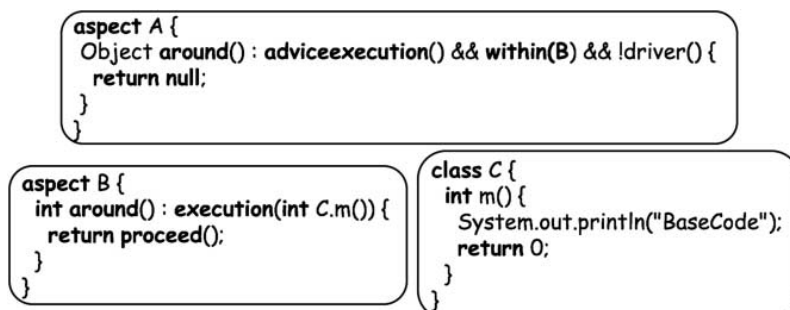 aspect A {
Object around() : adviceexecution() && within(B) && !driver() {
return null;
}
}
aspect B {
int around() : execution(int C.m()) {
return proceed();
}
}
class C {
int m() {
System.out.println("BaseCode");
return 0;
}
}